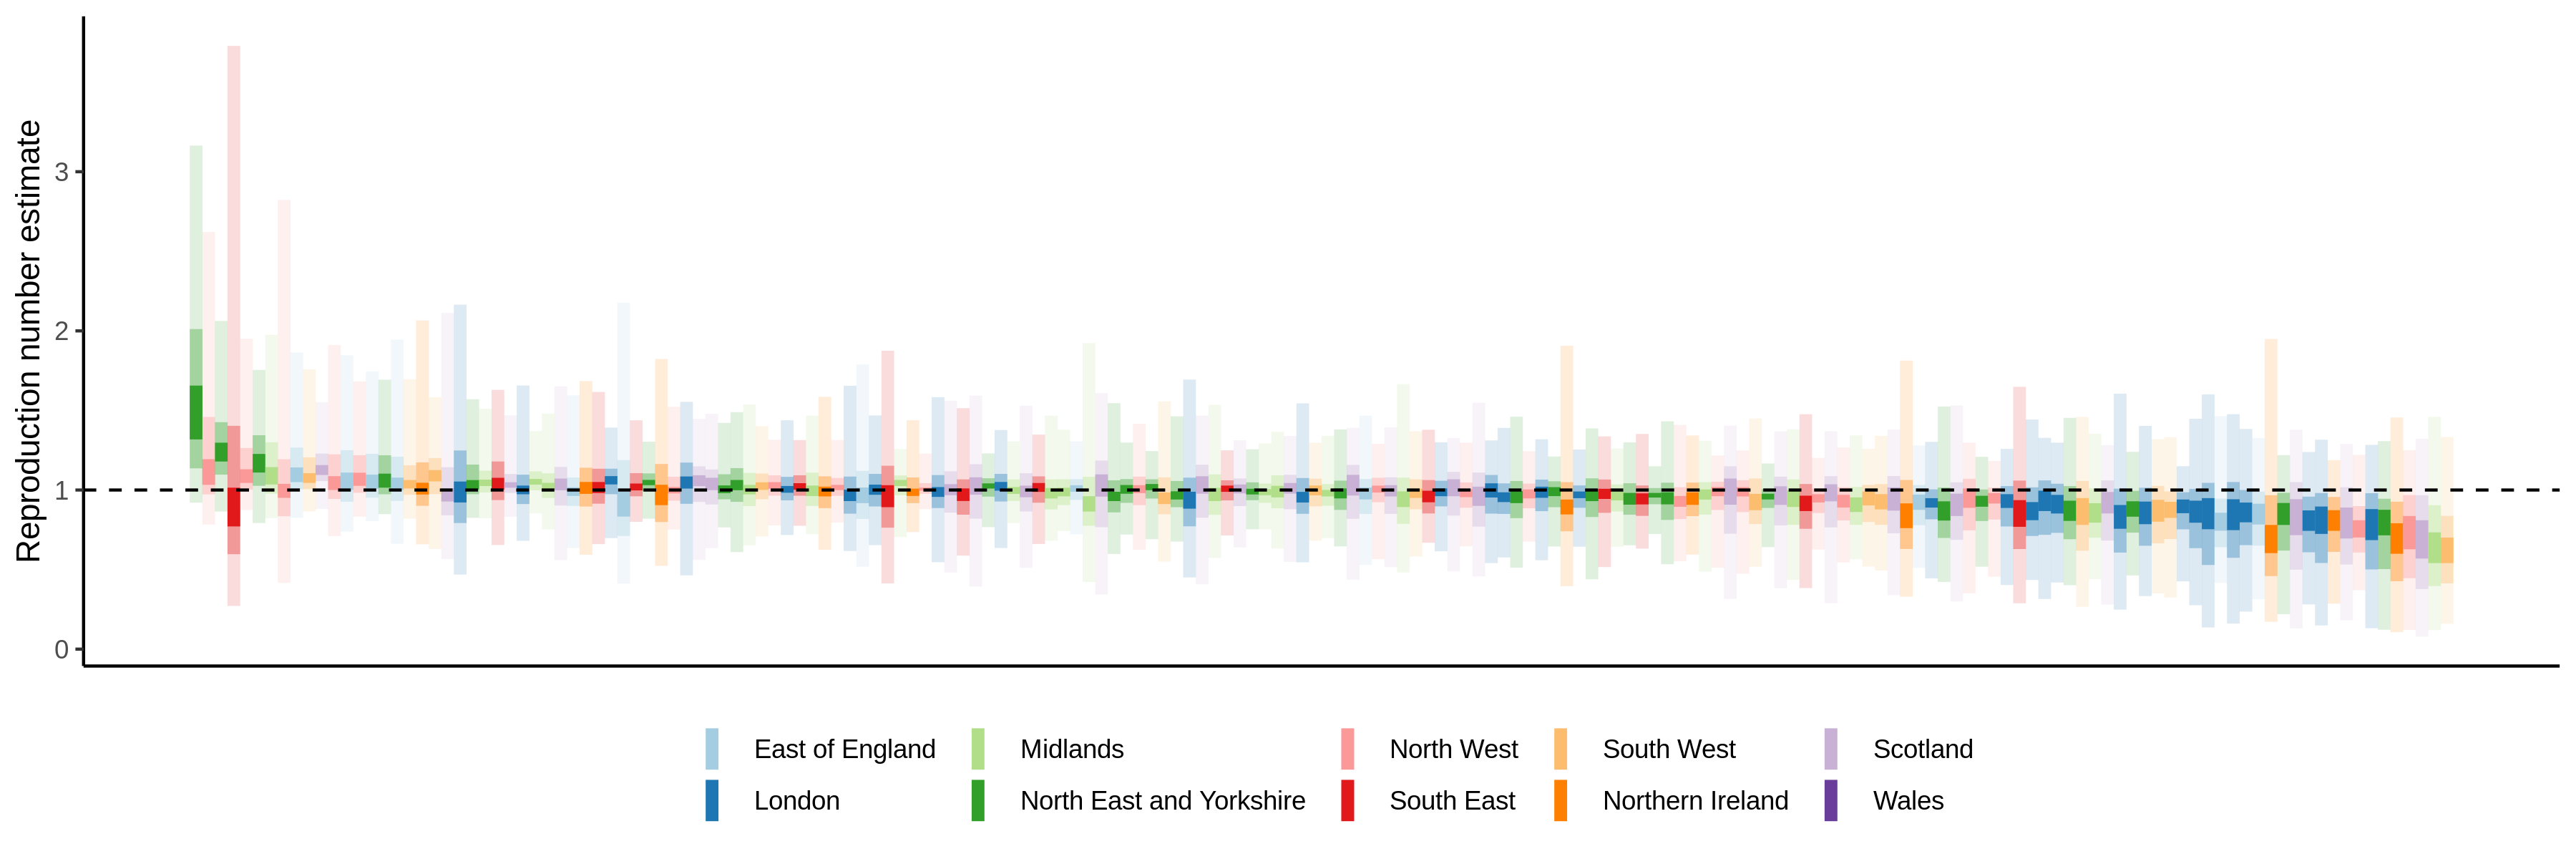 Reproduction number estimate
3
2
1
0
East of England
Midlands
North West
South West
Scotland
London
North East and Yorkshire
South East
Northern Ireland
Wales